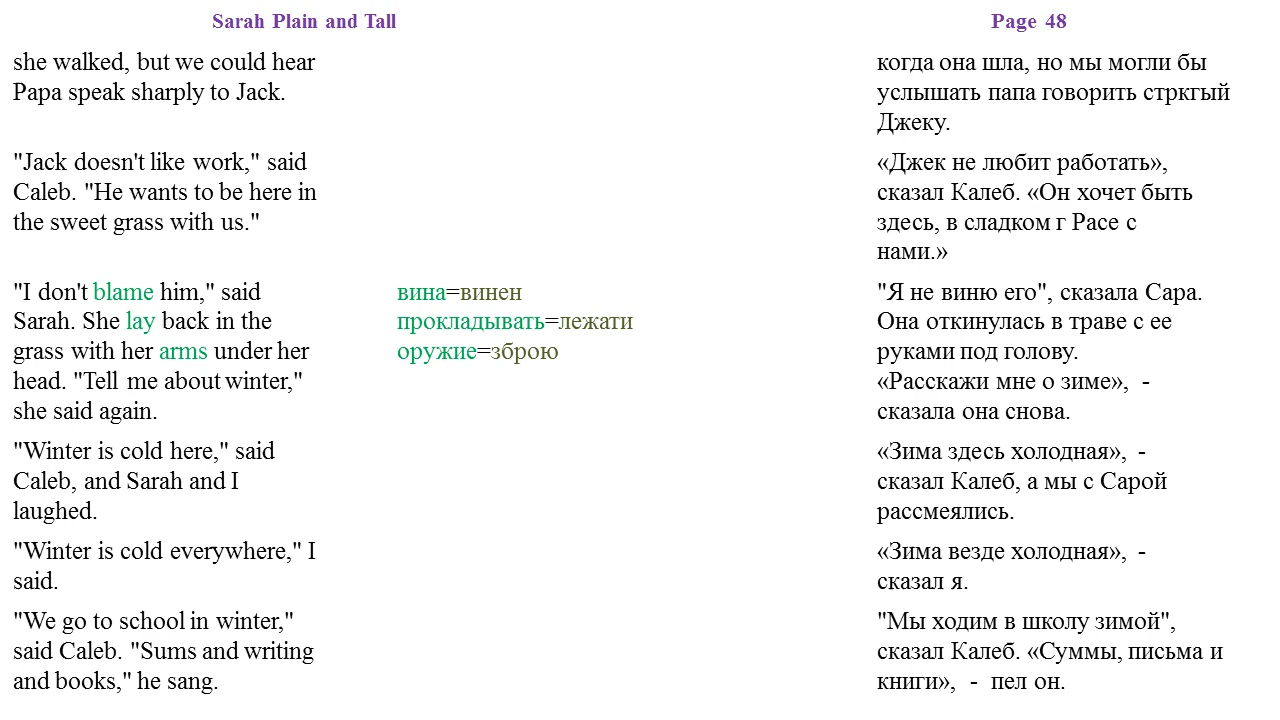 Sarah Plain and Tall
Page 48
she walked, but we could hear
Papa speak sharply to Jack.
когда она шла, но мы могли бы
услышать папа говорить стркгый
Джеку.
"Jack doesn't like work," said
Caleb. "He wants to be here in
the sweet grass with us."
«Джек не любит работать»,
сказал Калеб. «Он хочет быть
здесь, в сладком г Расе с
нами.»
"I don't blame him," said
Sarah. She lay back in the
grass with her arms under her
head. "Tell me about winter,"
she said again.
вина=винен
прокладывать=лежати
оружие=зброю
"Я не виню его", сказала Сара.
Она откинулась в траве с ее
руками под голову.
«Расскажи мне о зиме», -
сказала она снова.
"Winter is cold here," said
Caleb, and Sarah and I
laughed.
«Зима здесь холодная», -
сказал Калеб, а мы с Сарой
рассмеялись.
"Winter is cold everywhere," I
said.
«Зима везде холодная», -
сказал я.
"We go to school in winter,"
said Caleb. "Sums and writing
and books," he sang.
"Мы ходим в школу зимой",
сказал Калеб. «Суммы, письма и
книги», - пел он.